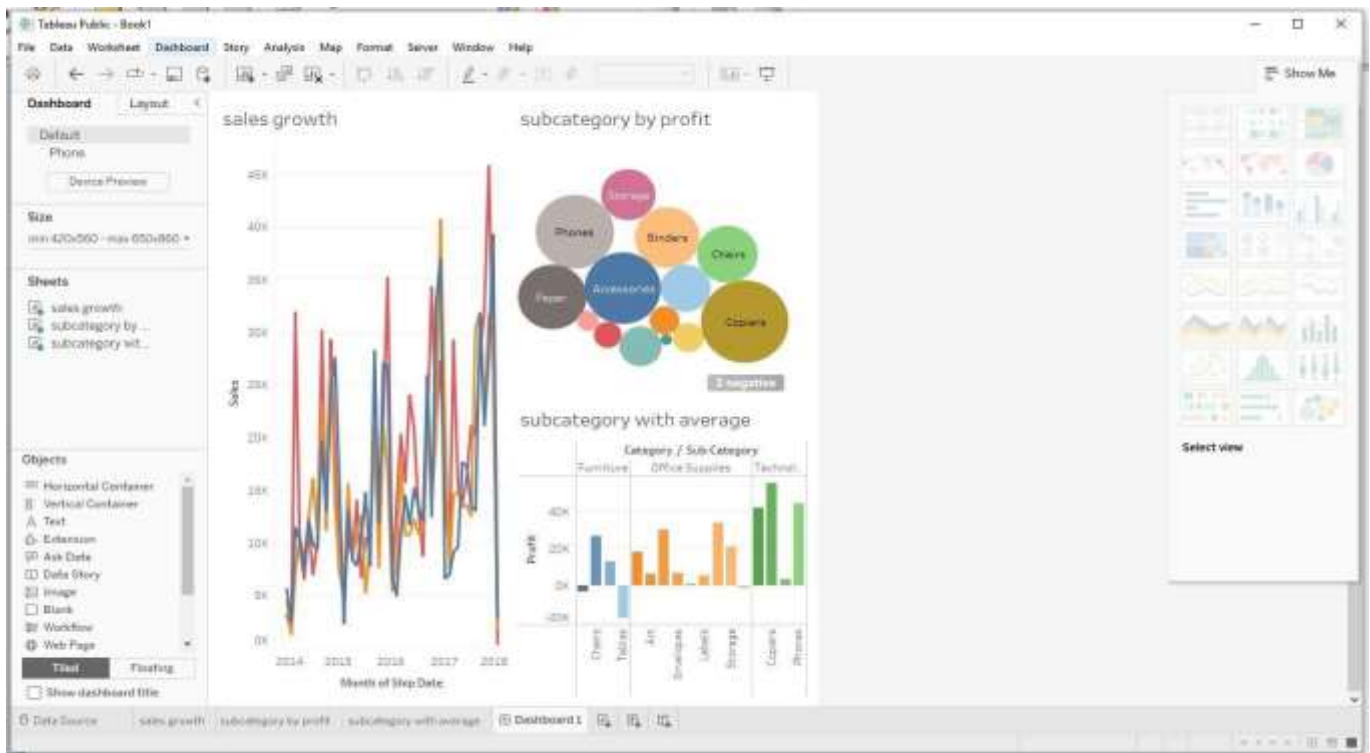 Tableau Public - Book1
File Data Worksheet Dashboard Story Analysis Map Format Server Window Help
Show Me
Dashboard Layout
Default
Phone
Device Preview
Size
min 420x560 - max 650x860
Sheets
sales growth
subcategory by ...
subcategory wit...
Objects
Horizontal Container
Vertical Container
Text
Extension
Ask Data
Data Story
Image
Blank
Workflow
Web Page
Tiled Floating
Show dashboard title
sales growth
45K
40K
35K
30K
25K
20K
15K
10K
5K
0K
Sales
2014 2015 2016 2017 2018
Month of Ship Date
subcategory by profit
Storage
Phones
Binders
Chairs
Paper
Accessories
Copiers
2 negative
subcategory with average
Category / Sub-Category
Furniture Office Supplies Technol..
40K
20K
0K
-20K
Profit
Chairs
Tables
Art
Envelopes
Labels
Storage
Copiers
Phones
Select view
Data Source sales growth subcategory by profit subcategory with average Dashboard 1